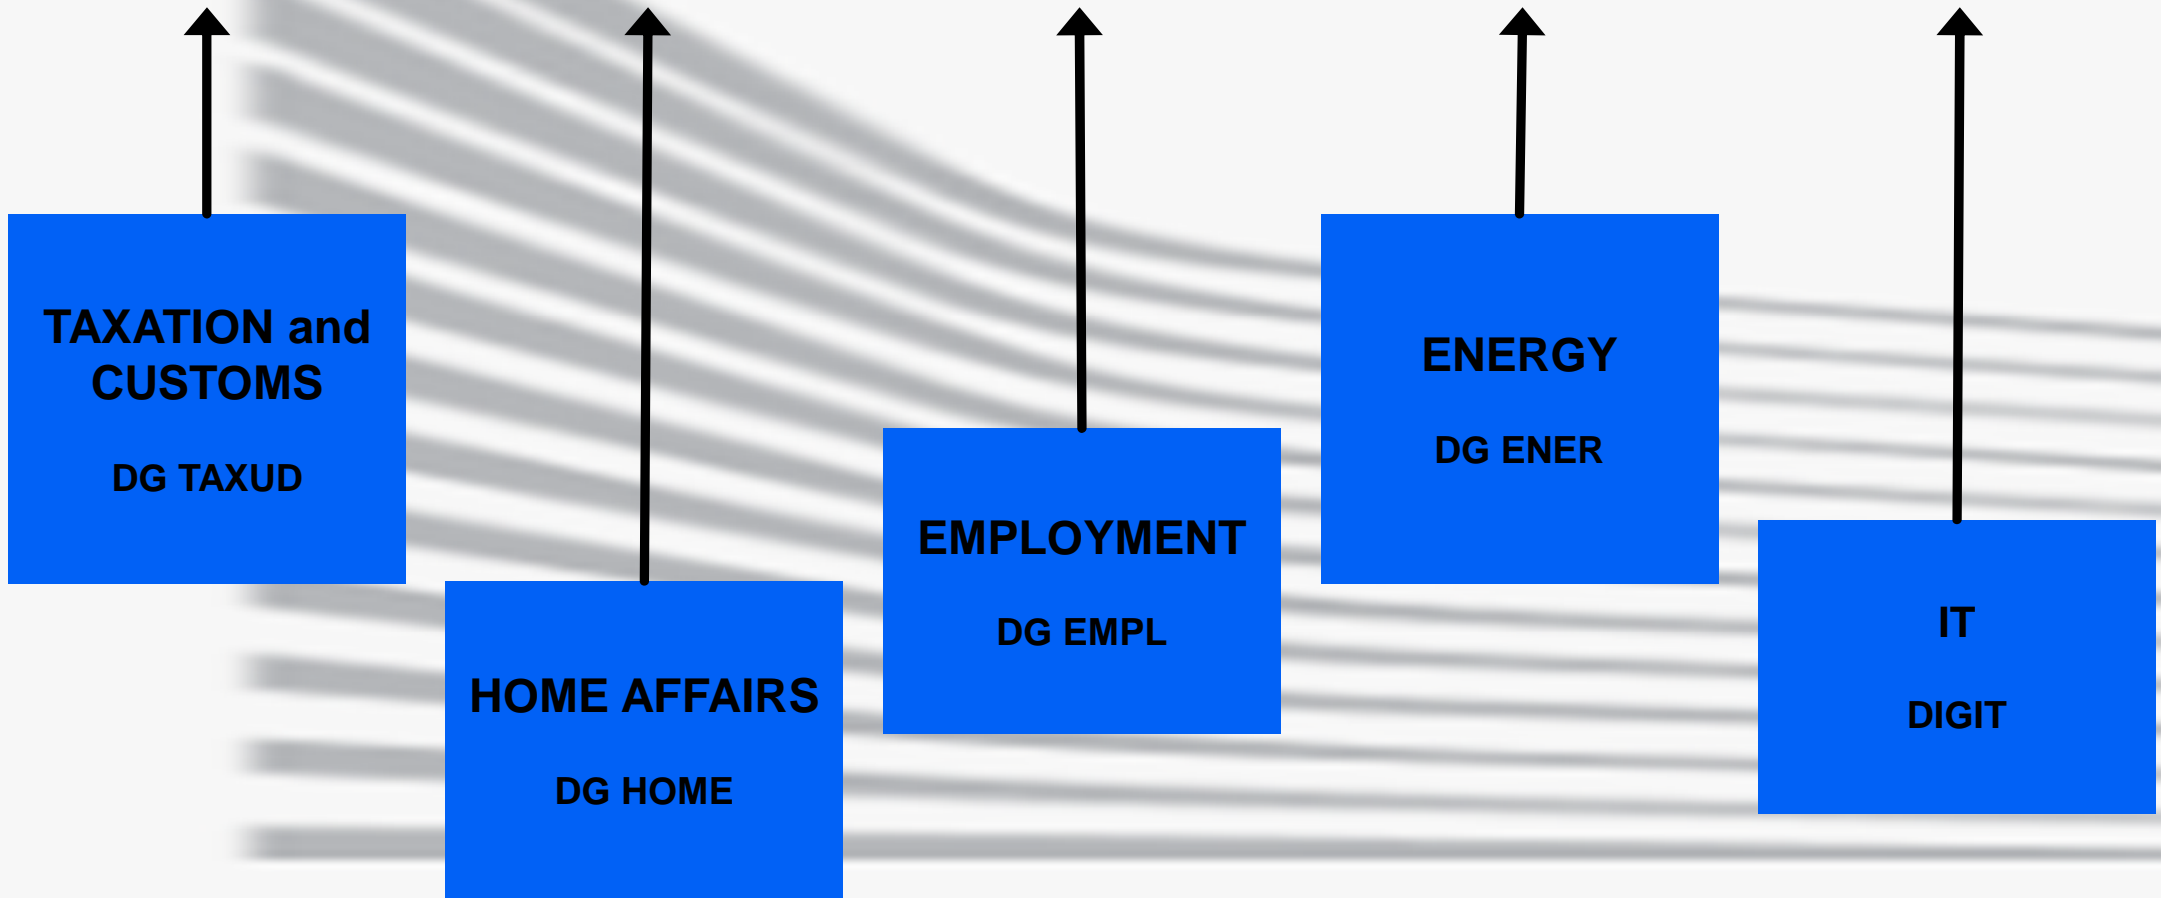 TAXATION and
CUSTOMS
DG TAXUD
HOME AFFAIRS
DG HOME
EMPLOYMENT
DG EMPL
ENERGY
DG ENER
IT
DIGIT